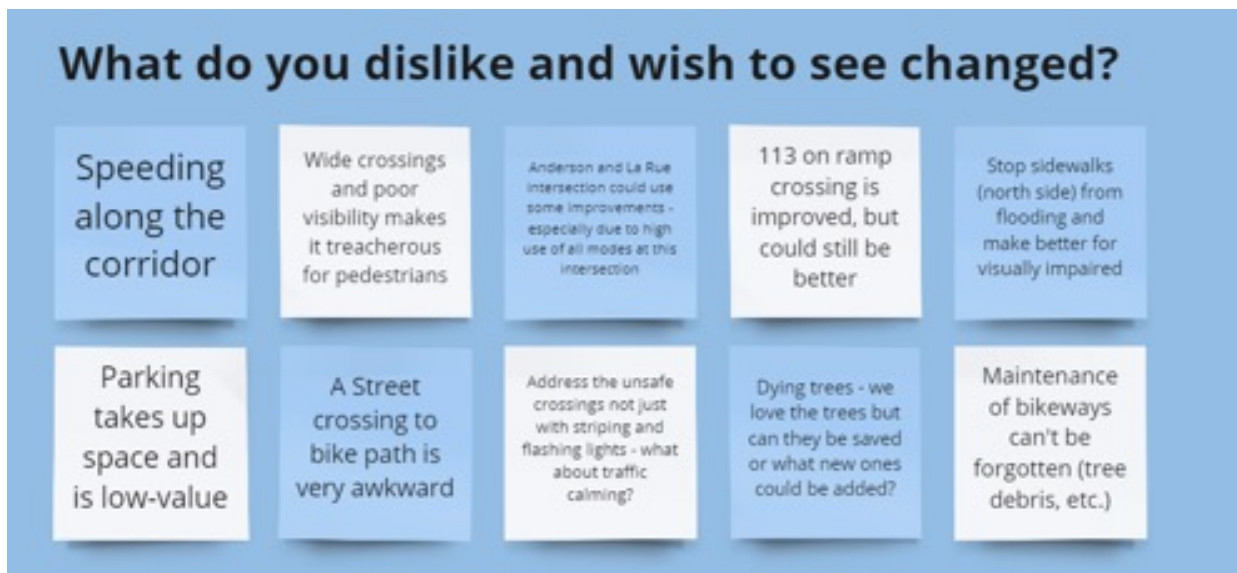 What do you dislike and wish to see changed?
Speeding
along the
corridor
Wide crossings
and poor
visibility makes
it treacherous
for pedestrians
Anderson and La Rue
intersection could use
some improvements -
especially due to high
use of all modes at this
intersection
113 on ramp
crossing is
improved, but
could still be
better
Stop sidewalks
(north side) from
flooding and
make better for
visually impaired
Parking
takes up
space and
is low-value
A Street
crossing to
bike path is
very awkward
Address the unsafe
crossings not just
with striping and
flashing lights - what
about traffic
calming?
Dying trees - we
love the trees but
can they be saved
or what new ones
could be added?
Maintenance
of bikeways
can't be
forgotten (tree
debris, etc.)